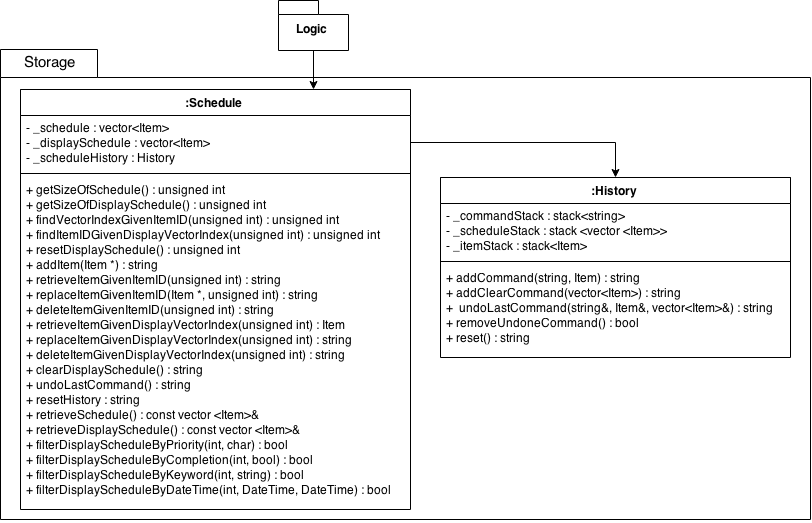 Logic
Storage
:Schedule
- _schedule : vector<Item>
- _displaySchedule : vector<Item>
- _scheduleHistory : History
+ getSizeOfSchedule() : unsigned int
+ getSizeOfDisplaySchedule() : unsigned int
+ findVectorIndexGivenItemID(unsigned int) : unsigned int
+ findItemIDGivenDisplayVectorIndex(unsigned int) : unsigned int
+ resetDisplaySchedule() : unsigned int
+ addItem(Item *) : string
+ retrieveItemGivenItemID(unsigned int) : string
+ replaceItemGivenItemID(Item *, unsigned int) : string
+ deleteItemGivenItemID(unsigned int) : string
+ retrieveItemGivenDisplayVectorIndex(unsigned int) : Item
+ replaceItemGivenDisplayVectorIndex(unsigned int) : string
+ deleteItemGivenDisplayVectorIndex(unsigned int) : string
+ clearDisplaySchedule() : string
+ undoLastCommand() : string
+ resetHistory : string
+ retrieveSchedule() : const vector <Item>&
+ retrieveDisplaySchedule() : const vector <Item>&
+ filterDisplayScheduleByPriority(int, char) : bool
+ filterDisplayScheduleByCompletion(int, bool) : bool
+ filterDisplayScheduleByKeyword(int, string) : bool
+ filterDisplayScheduleByDateTime(int, DateTime, DateTime) : bool
:History
- _commandStack : stack<string>
- _scheduleStack : stack <vector <Item>>
- _itemStack : stack<Item>
+ addCommand(string, Item) : string
+ addClearCommand(vector<Item>) : string
+ undoLastCommand(string&, Item&, vector<Item>&) : string
+ removeUndoneCommand() : bool
+ reset() : string